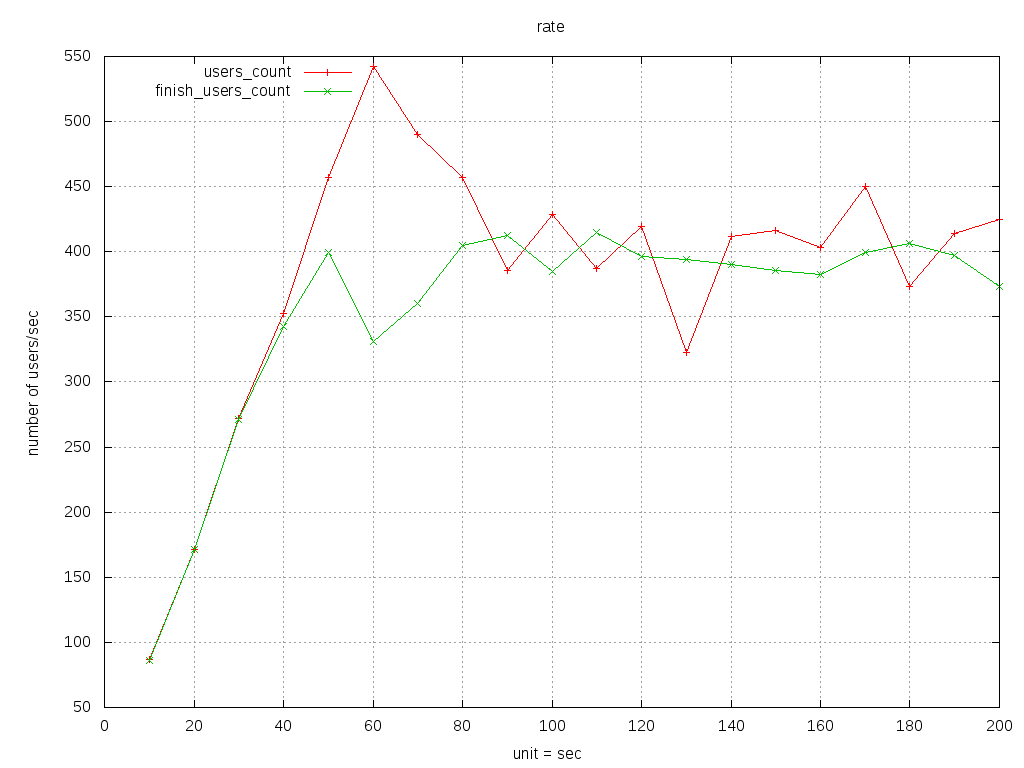 rate
users_count
finish_users_count
number of users/sec
550
500
450
400
350
300
250
200
150
100
50
0 20 40 60 80 100 120 140 160 180 200
unit = sec